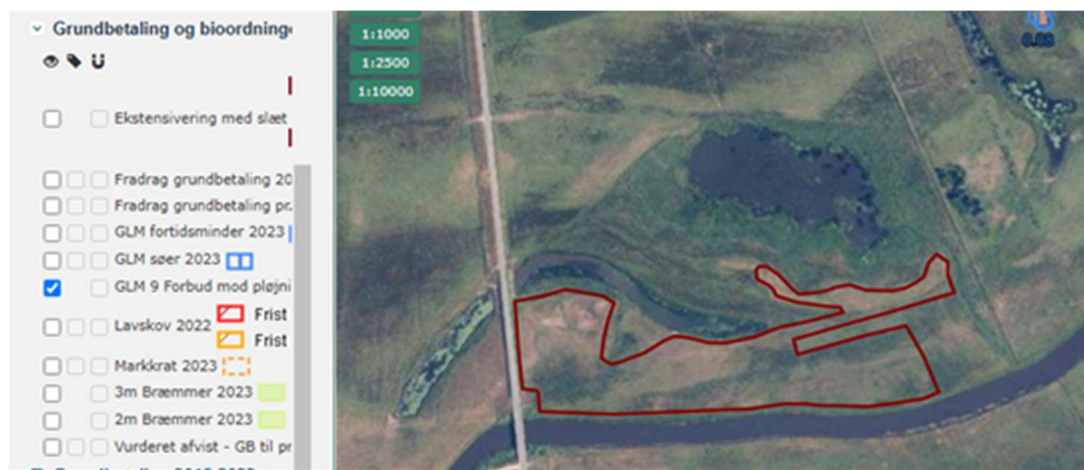 Grundbetaling og bioordninge
Ekstensivering med slæt
Fradrag grundbetaling 20
Fradrag grundbetaling pr.
GLM fortidsminder 2023
GLM søer 2023
GLM 9 Forbud mod pløjni
Lavskov 2022 Frist
Frist
Markkrat 2023
3m Bræmmer 2023
2m Bræmmer 2023
Vurderet afvist - GB til pr
1:1000
1:2500
1:10000